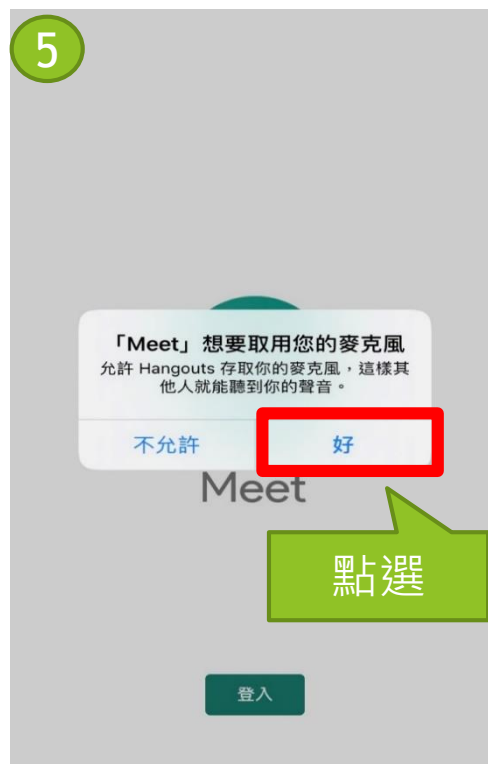 5
「Meet」想要取用您的麥克風
允許 Hangouts 存取你的麥克風，這樣其
他人就能聽到你的聲音。
不允許
好
Meet
點選
登入